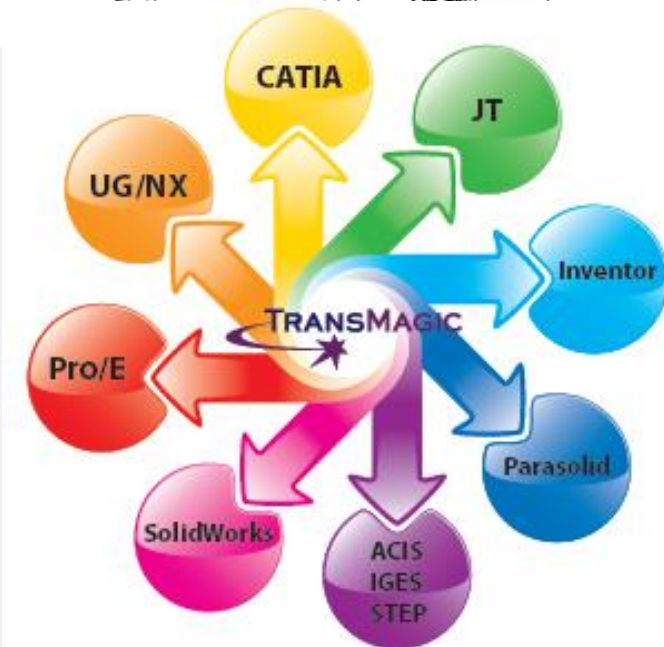 CATIA
JT
UG/NX
Inventor
TRANSMAGIC
Pro/E
Parasolid
SolidWorks
ACIS
IGES
STEP